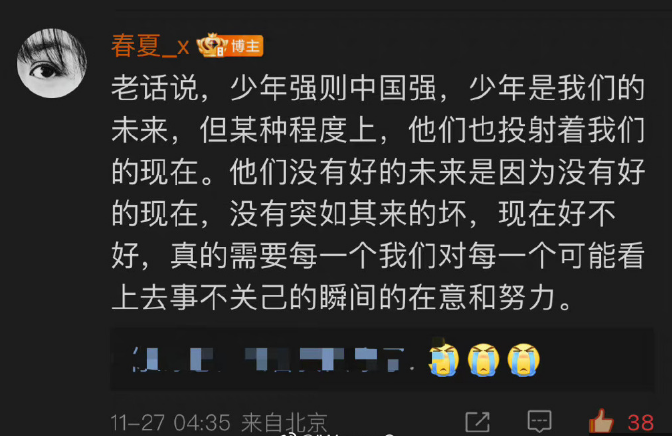 春夏_x 博主
老话说，少年强则中国强，少年是我们的
未来，但某种程度上，他们也投射着我们
的现在。他们没有好的未来是因为没有好
的现在，没有突如其来的坏，现在好不
好，真的需要每一个我们对每一个可能看
上去事不关己的瞬间的在意和努力。
11-27 04:35 来自北京 38